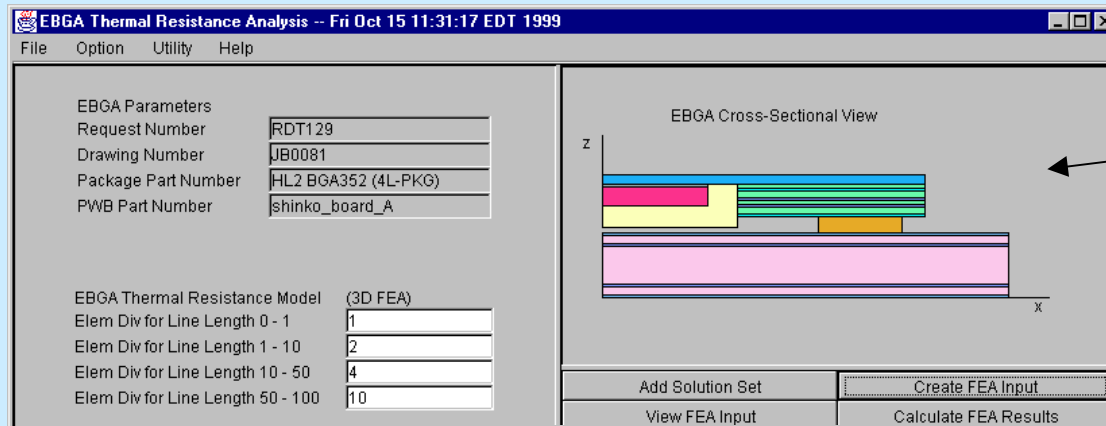 EBGA Thermal Resistance Analysis -- Fri Oct 15 11:31:17 EDT 1999
File Option Utility Help
EBGA Parameters
Request Number RDT129
Drawing Number JB0081
Package Part Number HL2 BGA352 (4L-PKG)
PWB Part Number shinko_board_A
EBGA Thermal Resistance Model (3D FEA)
Elem Div for Line Length 0 - 1 1
Elem Div for Line Length 1 - 10 2
Elem Div for Line Length 10 - 50 4
Elem Div for Line Length 50 - 100 10
EBGA Cross-Sectional View
Z
X
Add Solution Set Create FEA Input
View FEA Input Calculate FEA Results